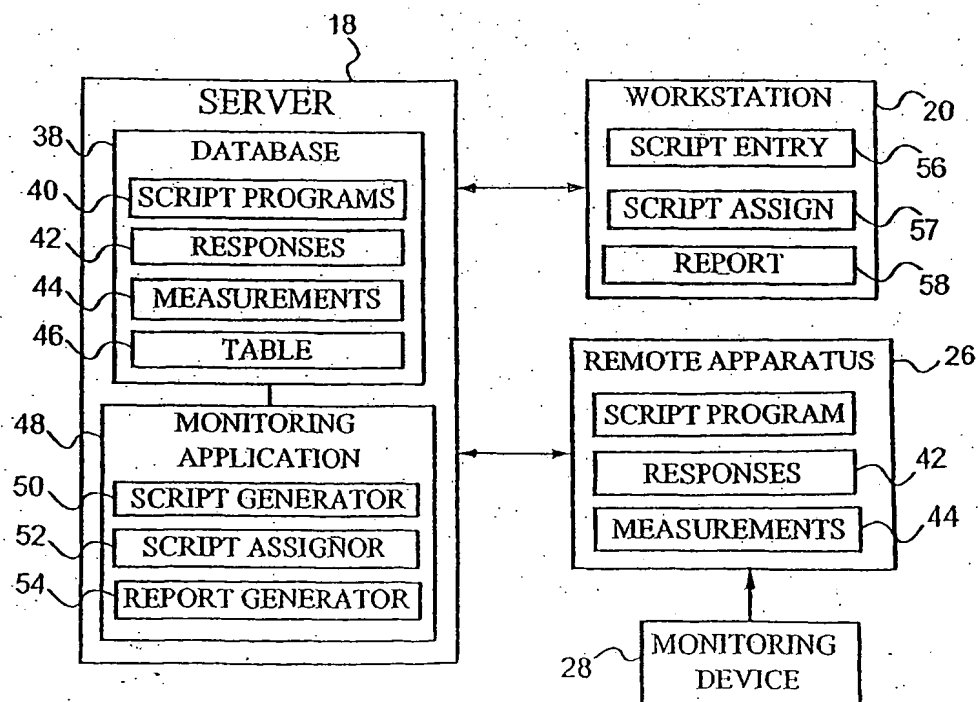 18
SERVER
38
DATABASE
40
SCRIPT PROGRAMS
42
RESPONSES
44
MEASUREMENTS
46
TABLE
48
MONITORING
APPLICATION
50
SCRIPT GENERATOR
52
SCRIPT ASSIGNOR
54
REPORT GENERATOR
WORKSTATION
20
SCRIPT ENTRY
56
SCRIPT ASSIGN
57
REPORT
58
REMOTE APPARATUS
26
SCRIPT PROGRAM
RESPONSES
42
MEASUREMENTS
44
28
MONITORING
DEVICE